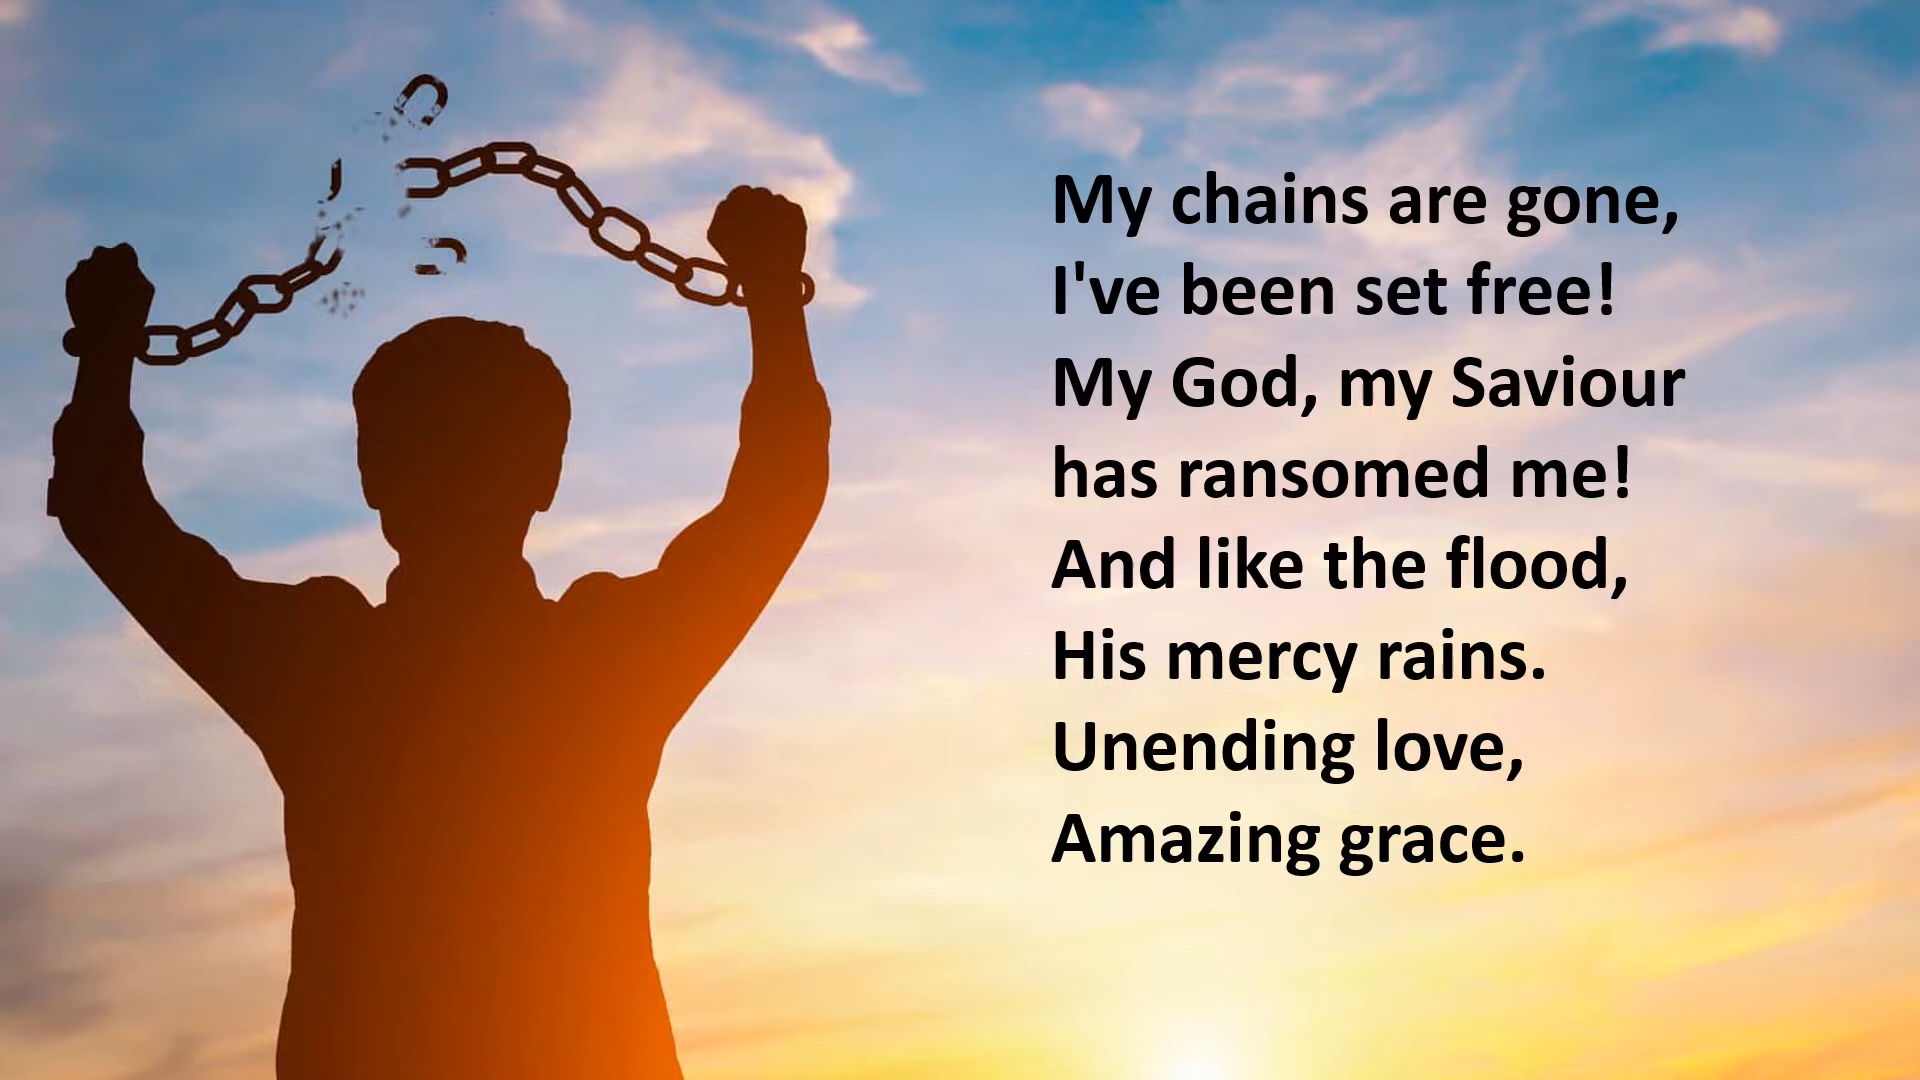 My chains are gone,
I've been set free!
My God, my Saviour
has ransomed me!
And like the flood,
His mercy rains.
Unending love,
Amazing grace.